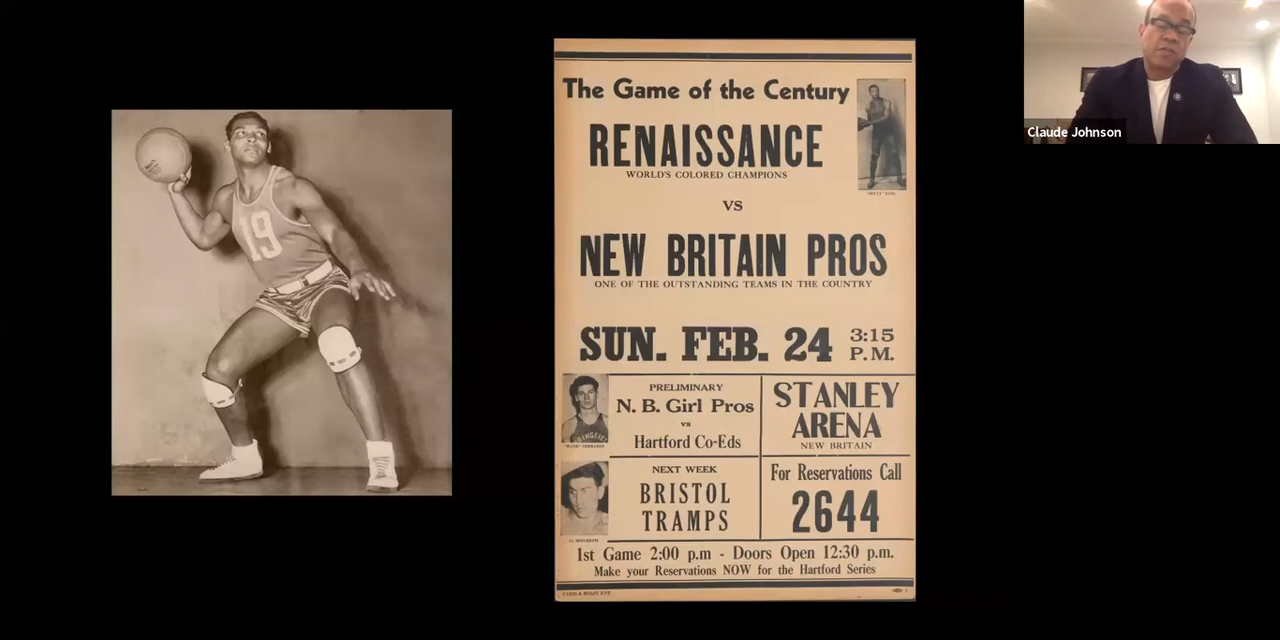 19
The Game of the Century
RENAISSANCE
WORLD'S COLORED CHAMPIONS
VS
NEW BRITAIN PROS
ONE OF THE OUTSTANDING TEAMS IN THE COUNTRY
SUN. FEB. 24 3:15 P.M.
PRELIMINARY
N. B. Girl Pros
vs
Hartford Co-Eds
STANLEY
ARENA
NEW BRITAIN
NEXT WEEK
BRISTOL
TRAMPS
For Reservations Call
2644
1st Game 2:00 p.m - Doors Open 12:30 p.m.
Make your Reservations NOW for the Hartford Series
Claude Johnson